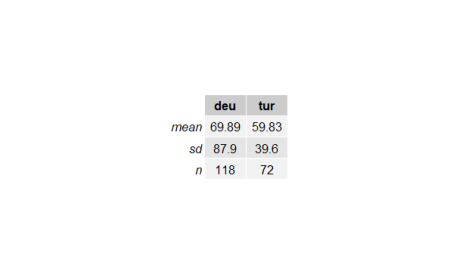 deu tur
mean 69.89 59.83
sd 87.9 39.6
n 118 72